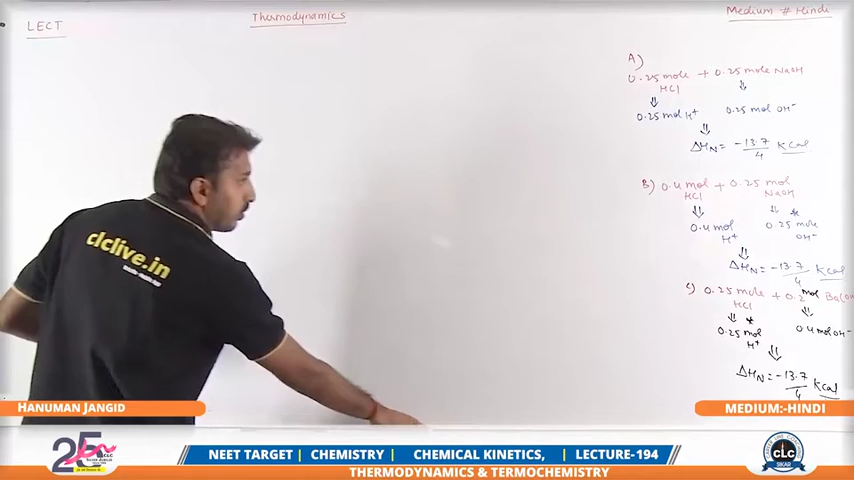 LECT
Thermodynamics
Medium # Hindi
A)
0.25 mole + 0.25 mole NaOH
HCl
⇓ ⇓
0.25 mol H⁺ 0.25 mol OH⁻
⇓
ΔHN = -13.7/4 Kcal
B) 0.4 mol + 0.25 mol
HCl NaOH
⇓ ⇓ *
0.4 mol 0.25 mole
H⁺ OH⁻
⇓
ΔHN = -13.7/4 Kcal
C) 0.25 mole + 0.2 mol Ba(OH
HCl
⇓ * ⇓
0.25 mol 0.4 mol OH⁻
H⁺
⇓
ΔHN = -13.7/4 Kcal
clclive.in
HANUMAN JANGID
MEDIUM:-HINDI
25
CLC
NEET TARGET | CHEMISTRY | CHEMICAL KINETICS, | LECTURE-194
THERMODYNAMICS & TERMOCHEMISTRY
CLC
SIKAR